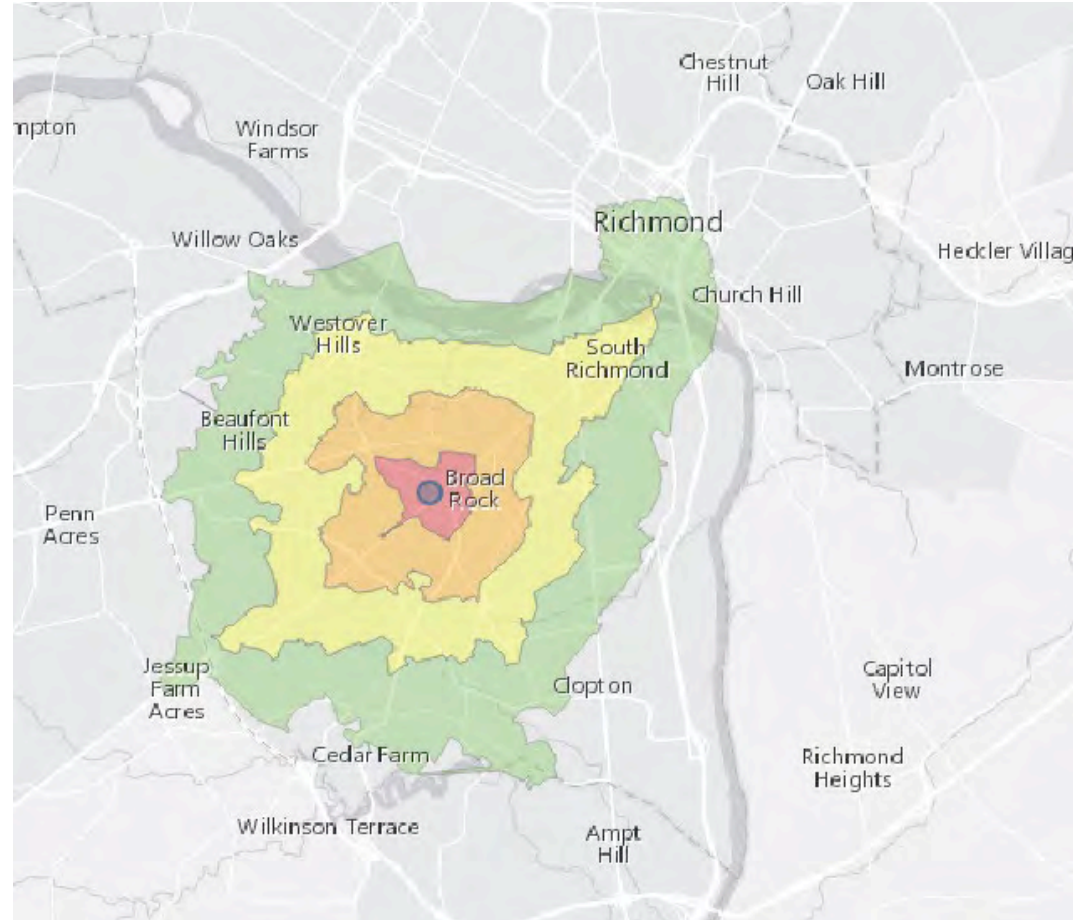 Chestnut
Hill
Oak Hill
mpton
Windsor
Farms
Richmond
Willow Oaks
Heckler Villag
Church Hill
Westover
Hills
South
Richmond
Montrose
Beaufont
Hills
Broad
Rock
Penn
Acres
Jessup
Farm
Acres
Clopton
Capitol
View
Cedar Farm
Richmond
Heights
Wilkinson Terrace
Ampt
Hill